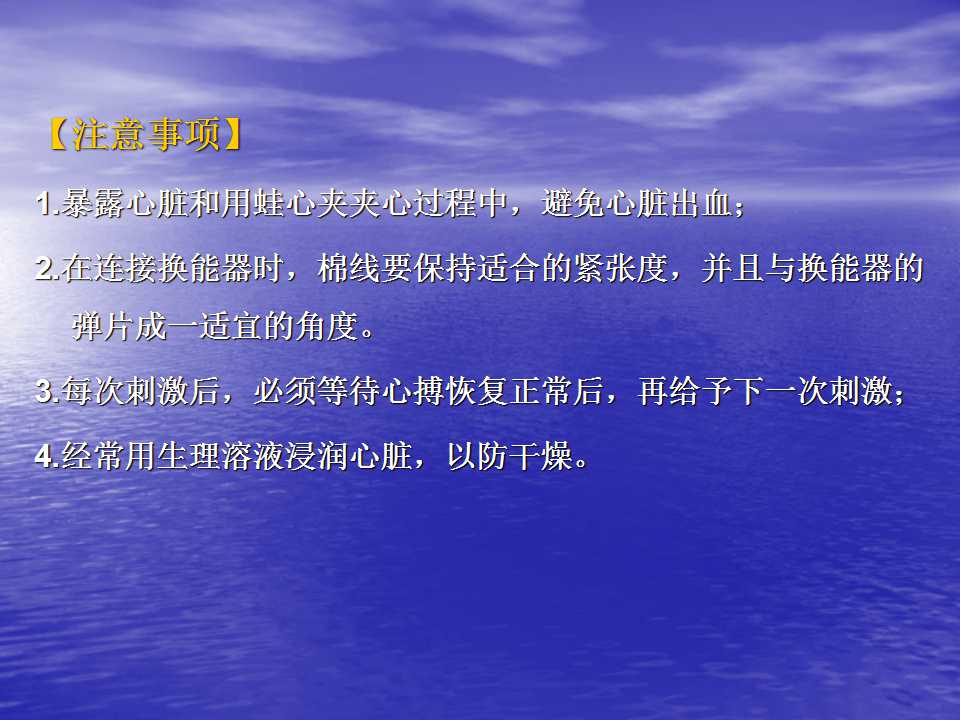 【注意事项】
1.暴露心脏和用蛙心夹夹心过程中，避免心脏出血；
2.在连接换能器时，棉线要保持适合的紧张度，并且与换能器的
弹片成一适宜的角度。
3.每次刺激后，必须等待心搏恢复正常后，再给予下一次刺激；
4.经常用生理溶液浸润心脏，以防干燥。